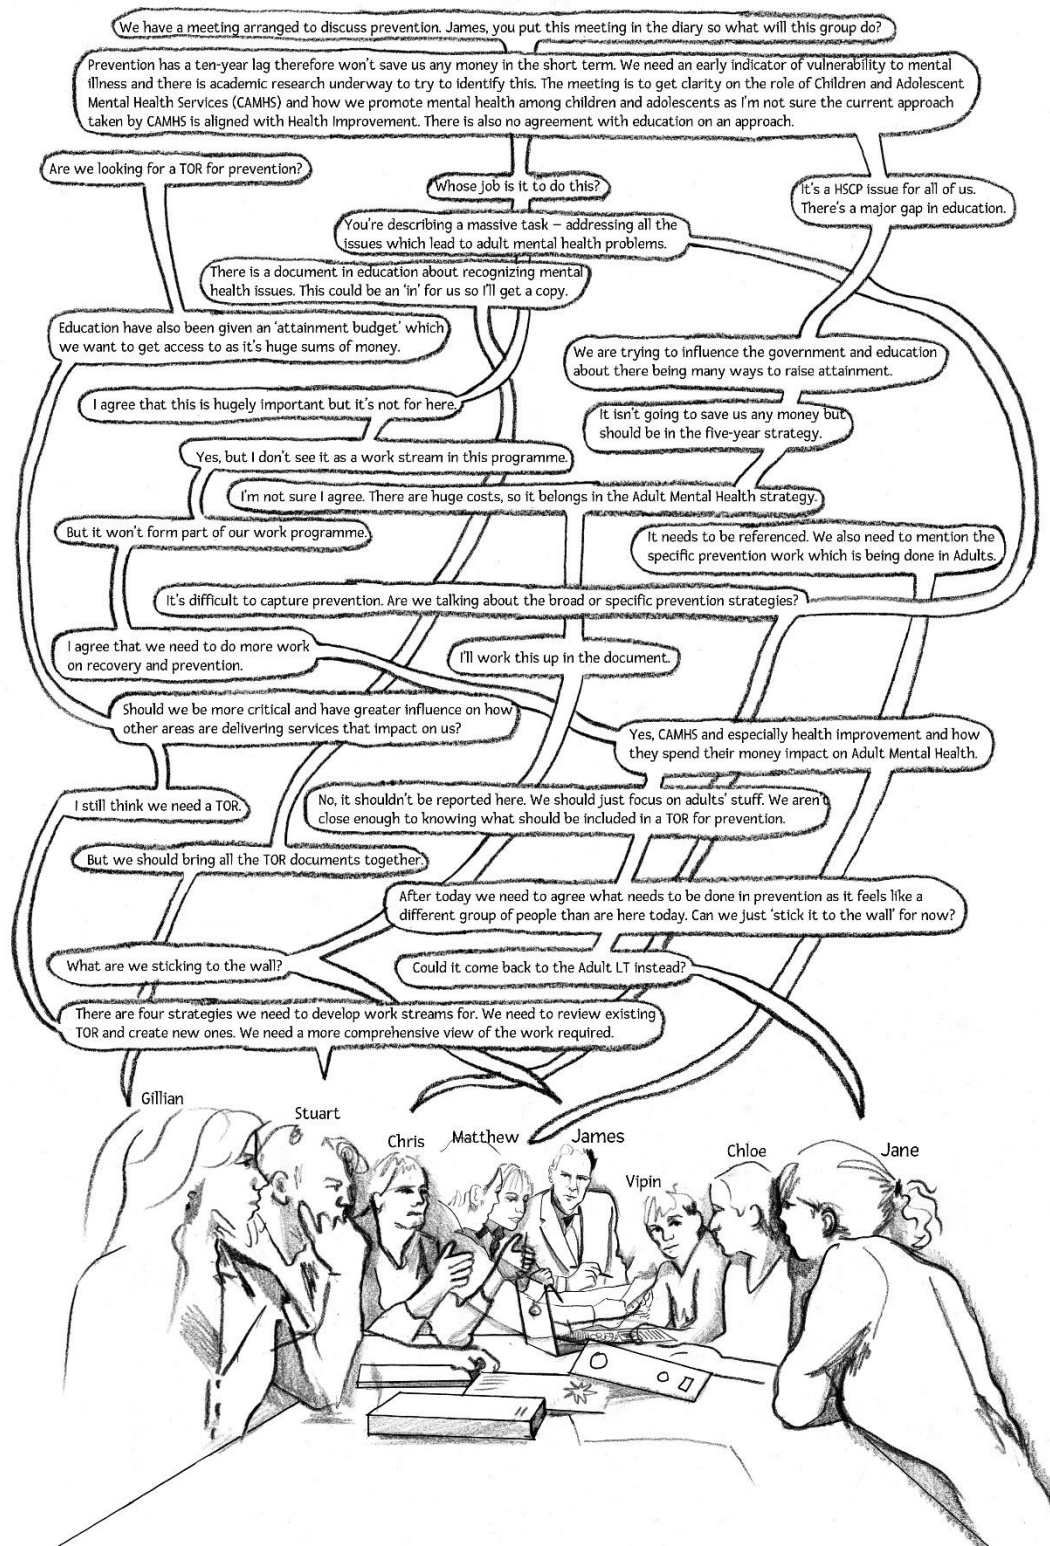 We have a meeting arranged to discuss prevention. James, you put this meeting in the diary so what will this group do?
Prevention has a ten-year lag therefore won't save us any money in the short term. We need an early indicator of vulnerability to mental
illness and there is academic research underway to try to identify this. The meeting is to get clarity on the role of Children and Adolescent
Mental Health Services (CAMHS) and how we promote mental health among children and adolescents as I'm not sure the current approach
taken by CAMHS is aligned with Health Improvement. There is also no agreement with education on an approach.
Are we looking for a TOR for prevention?
Whose job is it to do this?
It's a HSCP issue for all of us.
There's a major gap in education.
You're describing a massive task – addressing all the
issues which lead to adult mental health problems.
There is a document in education about recognizing mental
health issues. This could be an 'in' for us so I'll get a copy.
Education have also been given an 'attainment budget' which
we want to get access to as it's huge sums of money.
We are trying to influence the government and education
about there being many ways to raise attainment.
I agree that this is hugely important but it's not for here.
It isn't going to save us any money but
should be in the five-year strategy.
Yes, but I don't see it as a work stream in this programme.
I'm not sure I agree. There are huge costs, so it belongs in the Adult Mental Health strategy.
But it won't form part of our work programme.
It needs to be referenced. We also need to mention the
specific prevention work which is being done in Adults.
It's difficult to capture prevention. Are we talking about the broad or specific prevention strategies?
I agree that we need to do more work
on recovery and prevention.
I'll work this up in the document.
Should we be more critical and have greater influence on how
other areas are delivering services that impact on us?
Yes, CAMHS and especially health improvement and how
they spend their money impact on Adult Mental Health.
I still think we need a TOR.
No, it shouldn't be reported here. We should just focus on adults' stuff. We aren't
close enough to knowing what should be included in a TOR for prevention.
But we should bring all the TOR documents together.
After today we need to agree what needs to be done in prevention as it feels like a
different group of people than are here today. Can we just 'stick it to the wall' for now?
What are we sticking to the wall?
Could it come back to the Adult LT instead?
There are four strategies we need to develop work streams for. We need to review existing
TOR and create new ones. We need a more comprehensive view of the work required.
Gillian
Stuart
Chris
Matthew
James
Vipin
Chloe
Jane